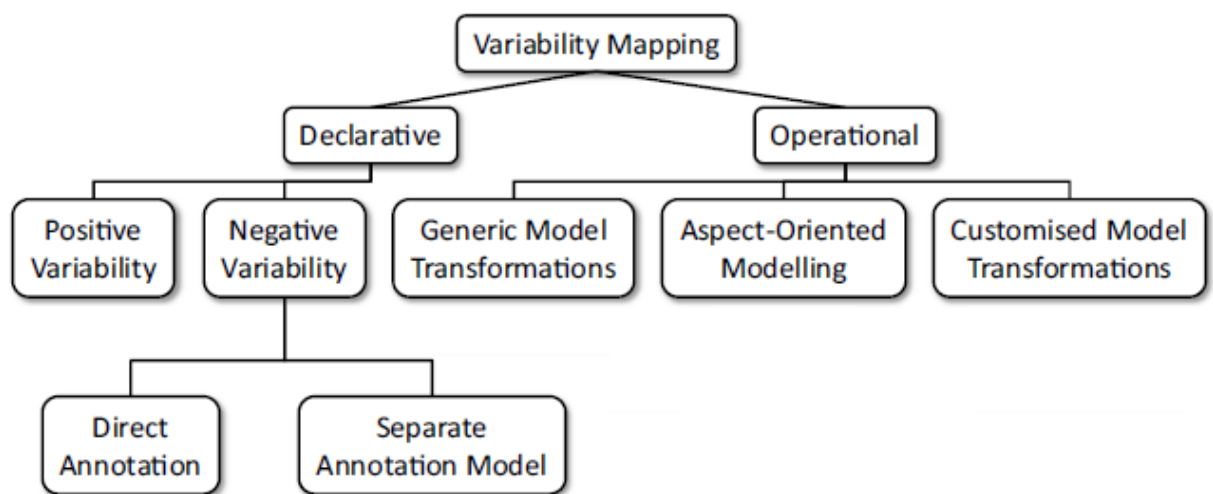 Variability Mapping
Declarative
Operational
Positive
Variability
Negative
Variability
Generic Model
Transformations
Aspect-Oriented
Modelling
Customised Model
Transformations
Direct
Annotation
Separate
Annotation Model